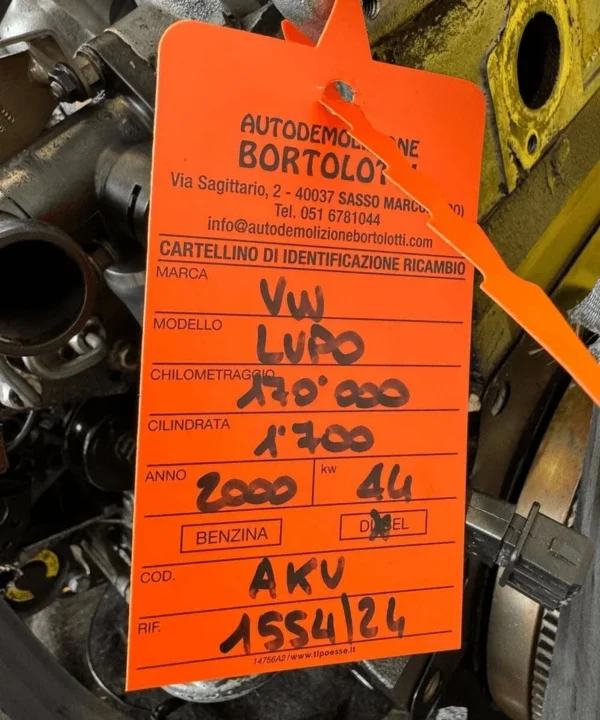 AUTODEMOLIZIONE
BORTOLOTTI
Via Sagittario, 2 - 40037 SASSO MARCONI (BO)
Tel. 051 6781044
info@autodemolizionebortolotti.com
CARTELLINO DI IDENTIFICAZIONE RICAMBIO
MARCA VW
MODELLO LUPO
CHILOMETRAGGIO 170'000
CILINDRATA 1'700
ANNO 2000 kw 44
BENZINA DIESEL
COD. AKU
RIF. 1554/24
14756A2/www.tipoesse.it